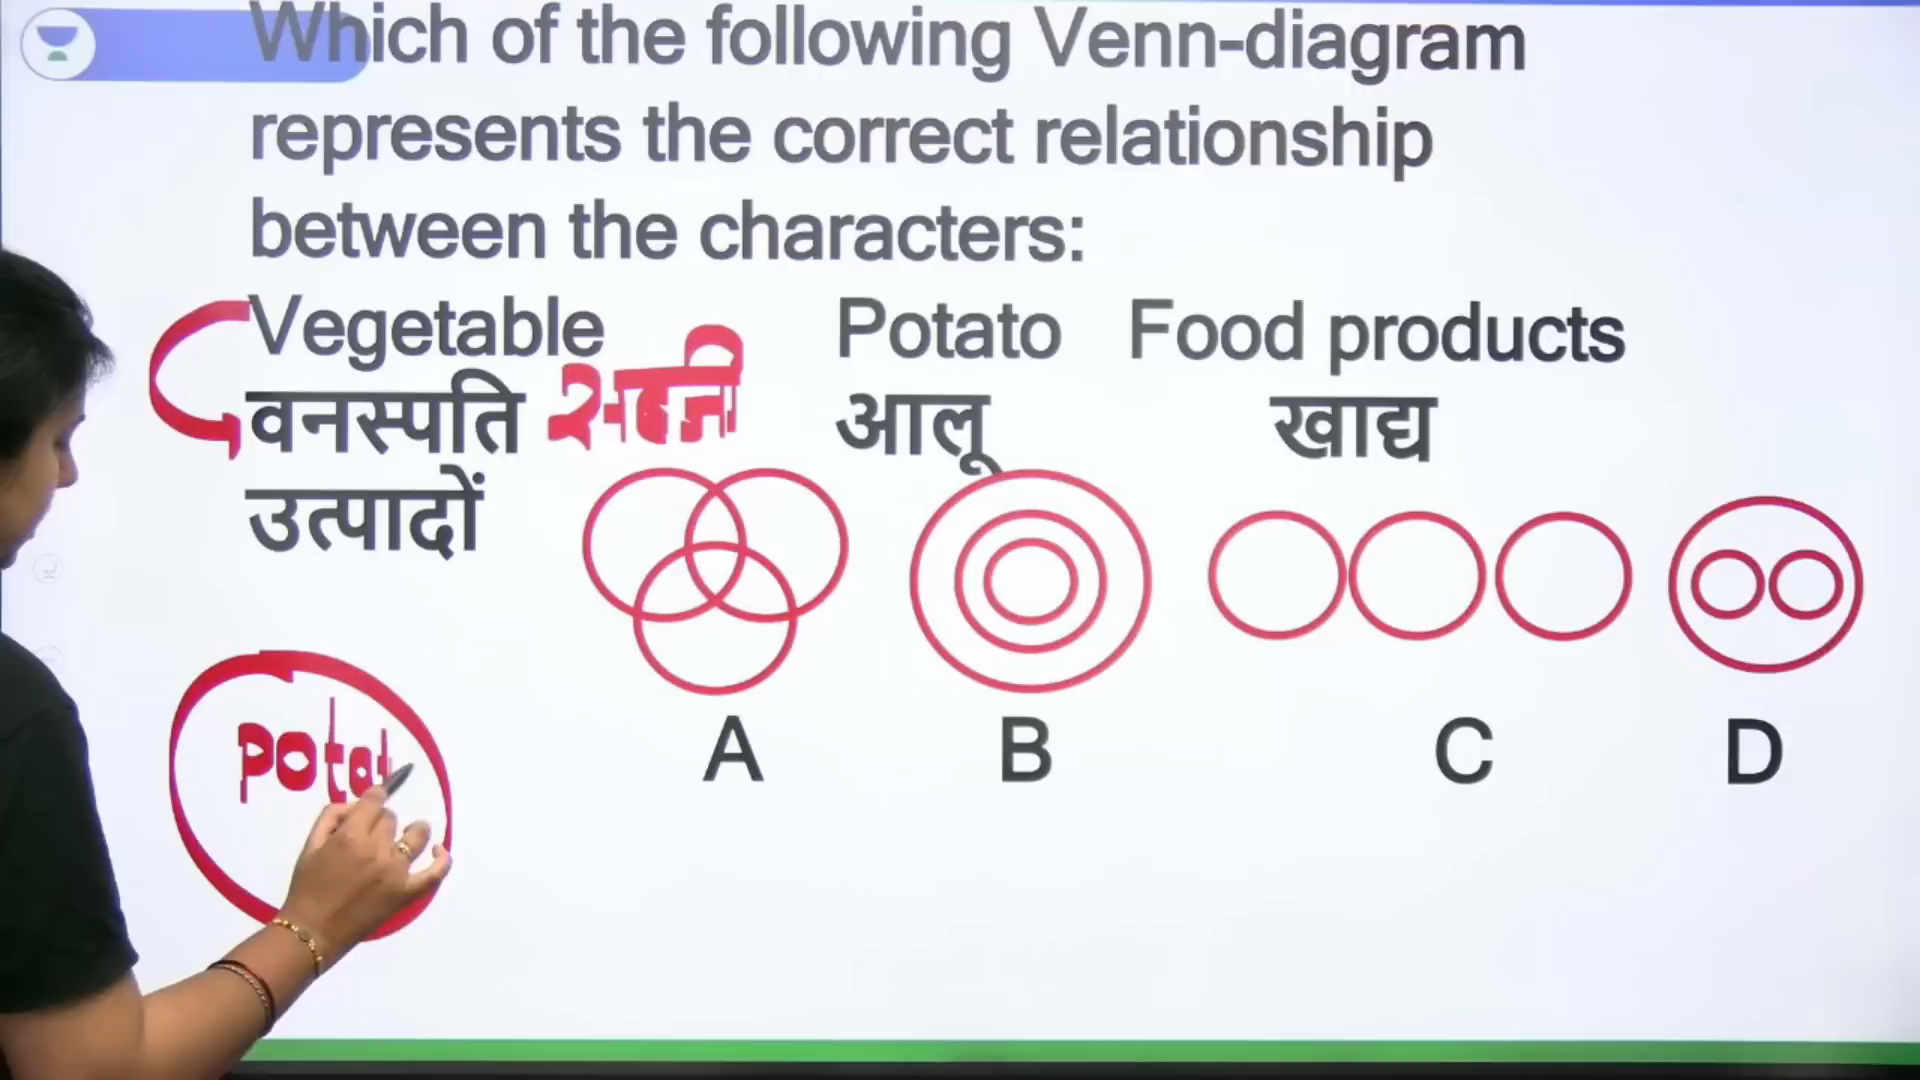 Which of the following Venn-diagram
represents the correct relationship
between the characters:
Vegetable Potato Food products
वनस्पति सब्जी आलू खाद्य
उत्पादों
A B C D
Potat